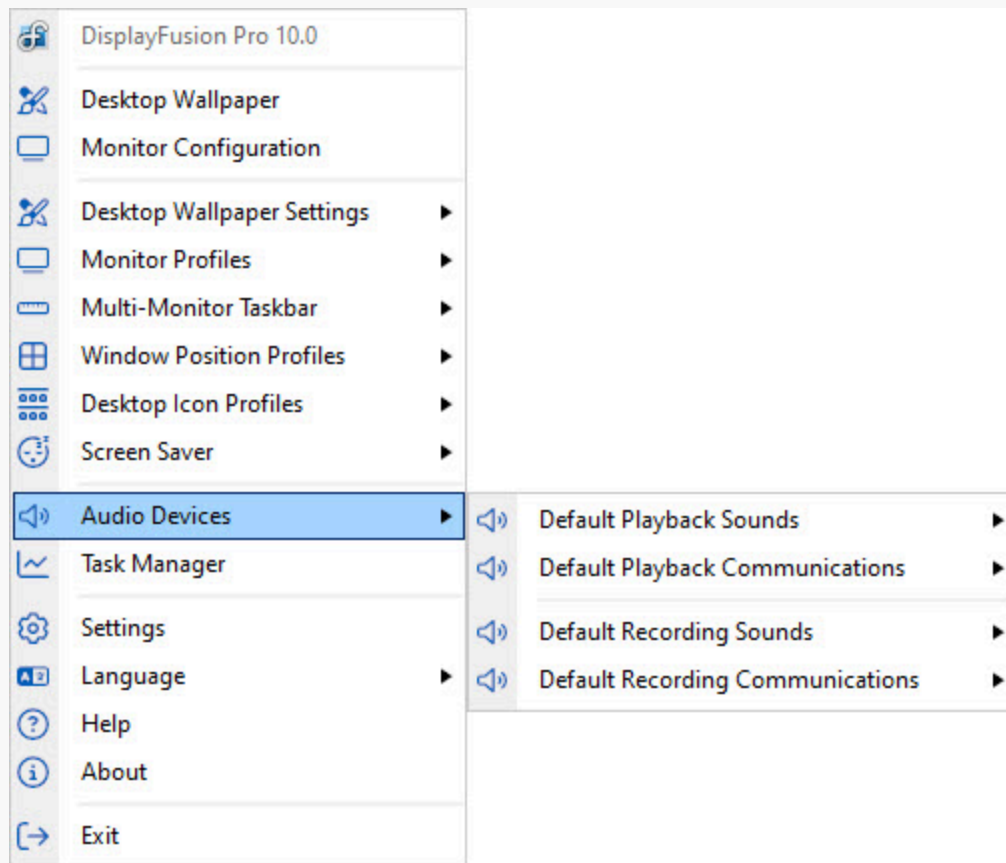 DisplayFusion Pro 10.0
Desktop Wallpaper
Monitor Configuration
Desktop Wallpaper Settings
Monitor Profiles
Multi-Monitor Taskbar
Window Position Profiles
Desktop Icon Profiles
Screen Saver
Audio Devices
Task Manager
Settings
Language
Help
About
Exit
Default Playback Sounds
Default Playback Communications
Default Recording Sounds
Default Recording Communications